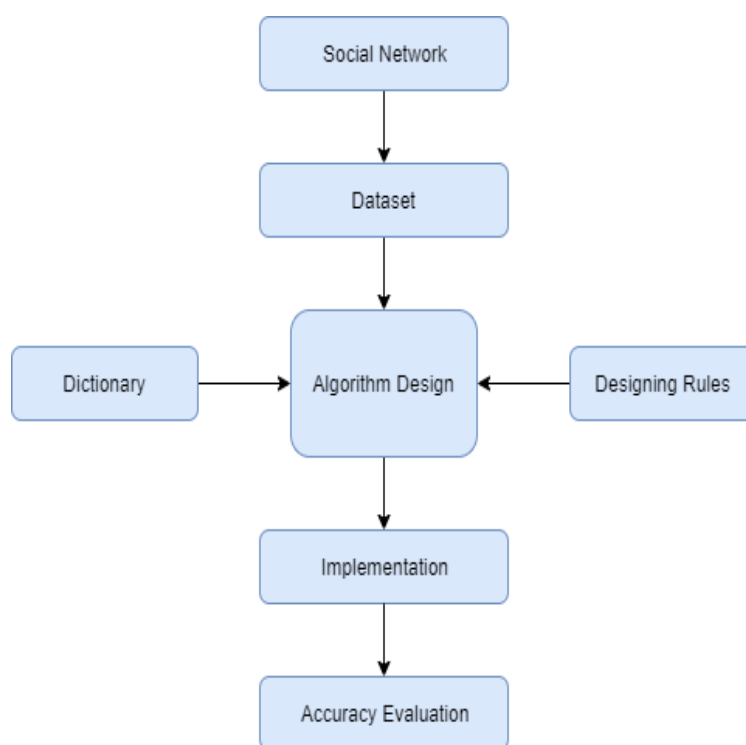 Social Network
Dataset
Dictionary
Algorithm Design
Designing Rules
Implementation
Accuracy Evaluation